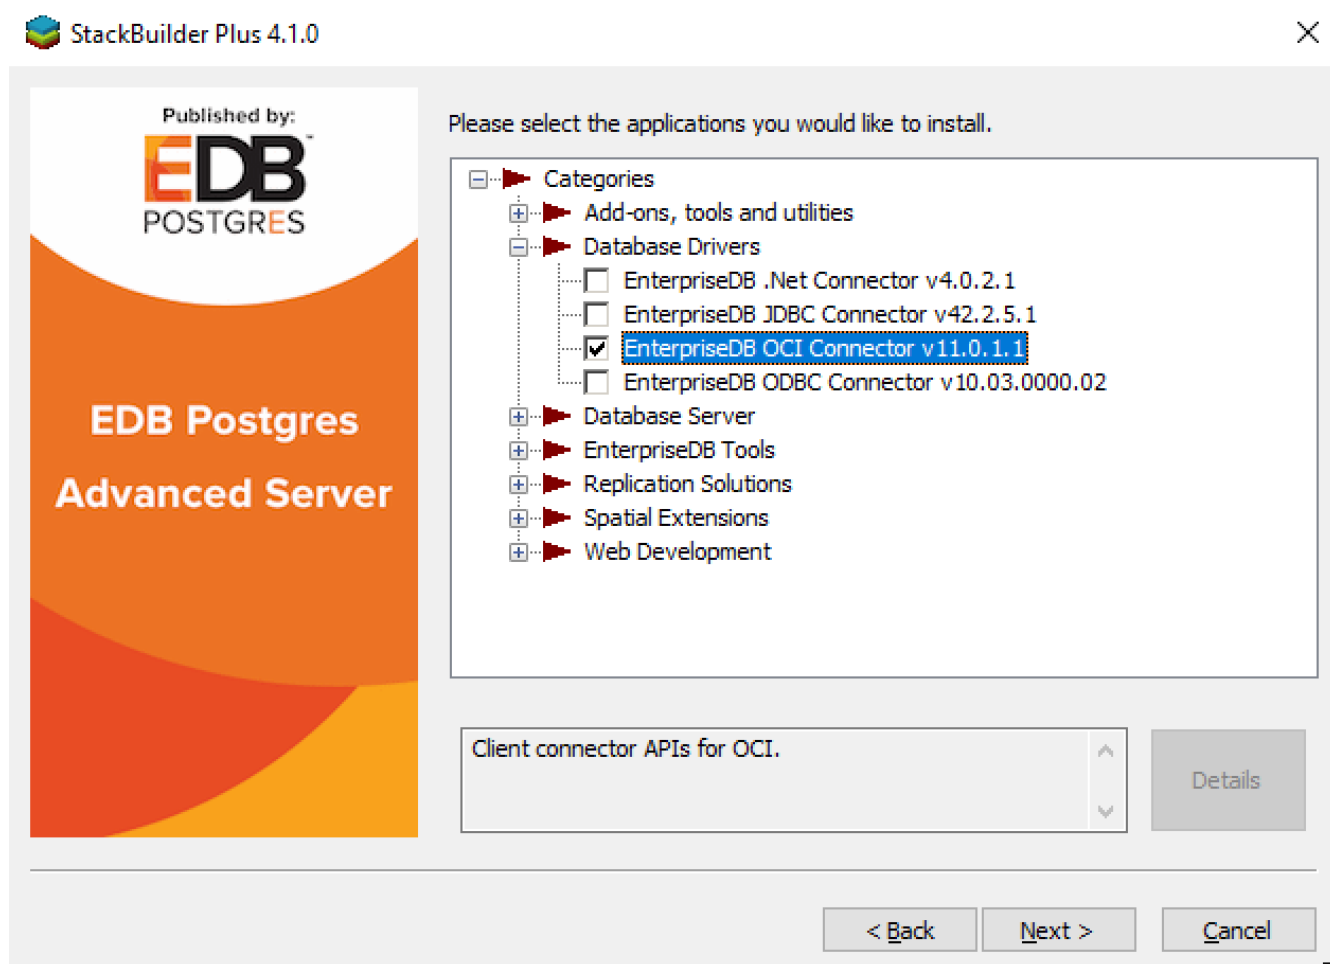 StackBuilder Plus 4.1.0
Published by:
EDB™
POSTGRES
EDB Postgres
Advanced Server
Please select the applications you would like to install.
Categories
Add-ons, tools and utilities
Database Drivers
EnterpriseDB .Net Connector v4.0.2.1
EnterpriseDB JDBC Connector v42.2.5.1
EnterpriseDB OCI Connector v11.0.1.1
EnterpriseDB ODBC Connector v10.03.0000.02
Database Server
EnterpriseDB Tools
Replication Solutions
Spatial Extensions
Web Development
Client connector APIs for OCI.
Details
< Back
Next >
Cancel